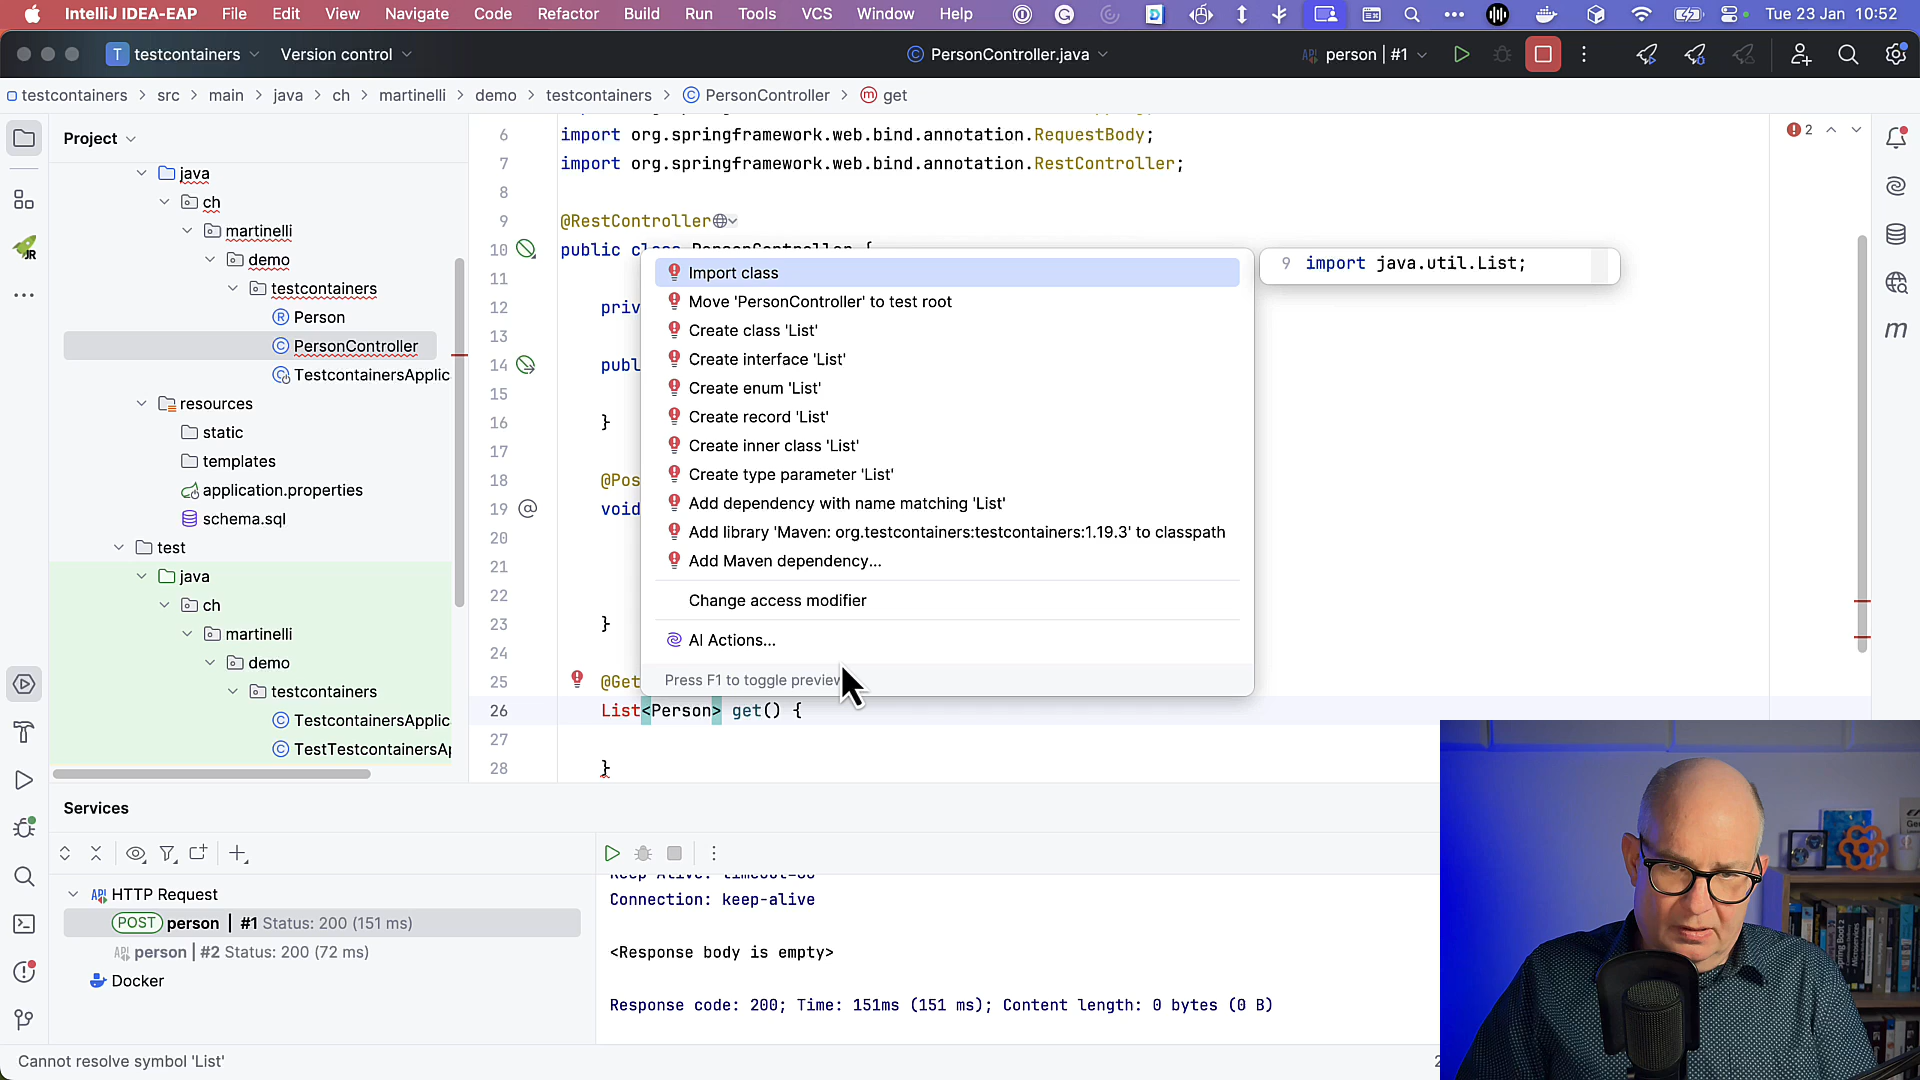 IntelliJ IDEA-EAP File Edit View Navigate Code Refactor Build Run Tools VCS Window Help Tue 23 Jan 10:52
T testcontainers Version control PersonController.java person | #1
testcontainers src main java ch martinelli demo testcontainers PersonController get
Project
java
ch
martinelli
demo
testcontainers
Person
PersonController
TestcontainersApplic
resources
static
templates
application.properties
schema.sql
test
java
ch
martinelli
demo
testcontainers
TestcontainersApplic
TestTestcontainersAp
6 import org.springframework.web.bind.annotation.RequestBody;
7 import org.springframework.web.bind.annotation.RestController;
8
9 @RestController
10 public class PersonController {
11
12 priv
13
14 publ
15
16 }
17
18 @Pos
19 void
20
21
22
23 }
24
25 @Get
26 List<Person> get() {
27
28 }
2
Import class
Move 'PersonController' to test root
Create class 'List'
Create interface 'List'
Create enum 'List'
Create record 'List'
Create inner class 'List'
Create type parameter 'List'
Add dependency with name matching 'List'
Add library 'Maven: org.testcontainers:testcontainers:1.19.3' to classpath
Add Maven dependency...
Change access modifier
AI Actions...
Press F1 to toggle preview
9 import java.util.List;
Services
HTTP Request
POST person | #1 Status: 200 (151 ms)
API person | #2 Status: 200 (72 ms)
Docker
Connection: keep-alive
<Response body is empty>
Response code: 200; Time: 151ms (151 ms); Content length: 0 bytes (0 B)
Cannot resolve symbol 'List'